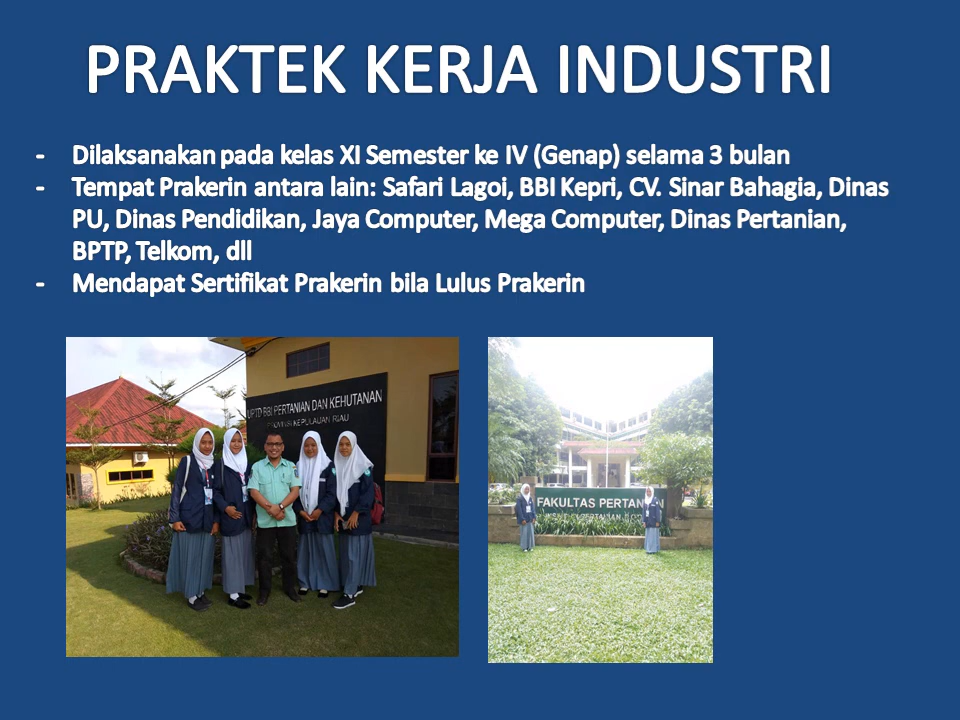 PRAKTEK KERJA INDUSTRI
- Dilaksanakan pada kelas XI Semester ke IV (Genap) selama 3 bulan
- Tempat Prakerin antara lain: Safari Lagoi, BBI Kepri, CV. Sinar Bahagia, Dinas
PU, Dinas Pendidikan, Jaya Computer, Mega Computer, Dinas Pertanian,
BPTP, Telkom, dll
- Mendapat Sertifikat Prakerin bila Lulus Prakerin
UPTD BBI PERTANIAN DAN KEHUTANAN
PROVINSI KEPULAUAN RIAU
FAKULTAS PERTANIAN